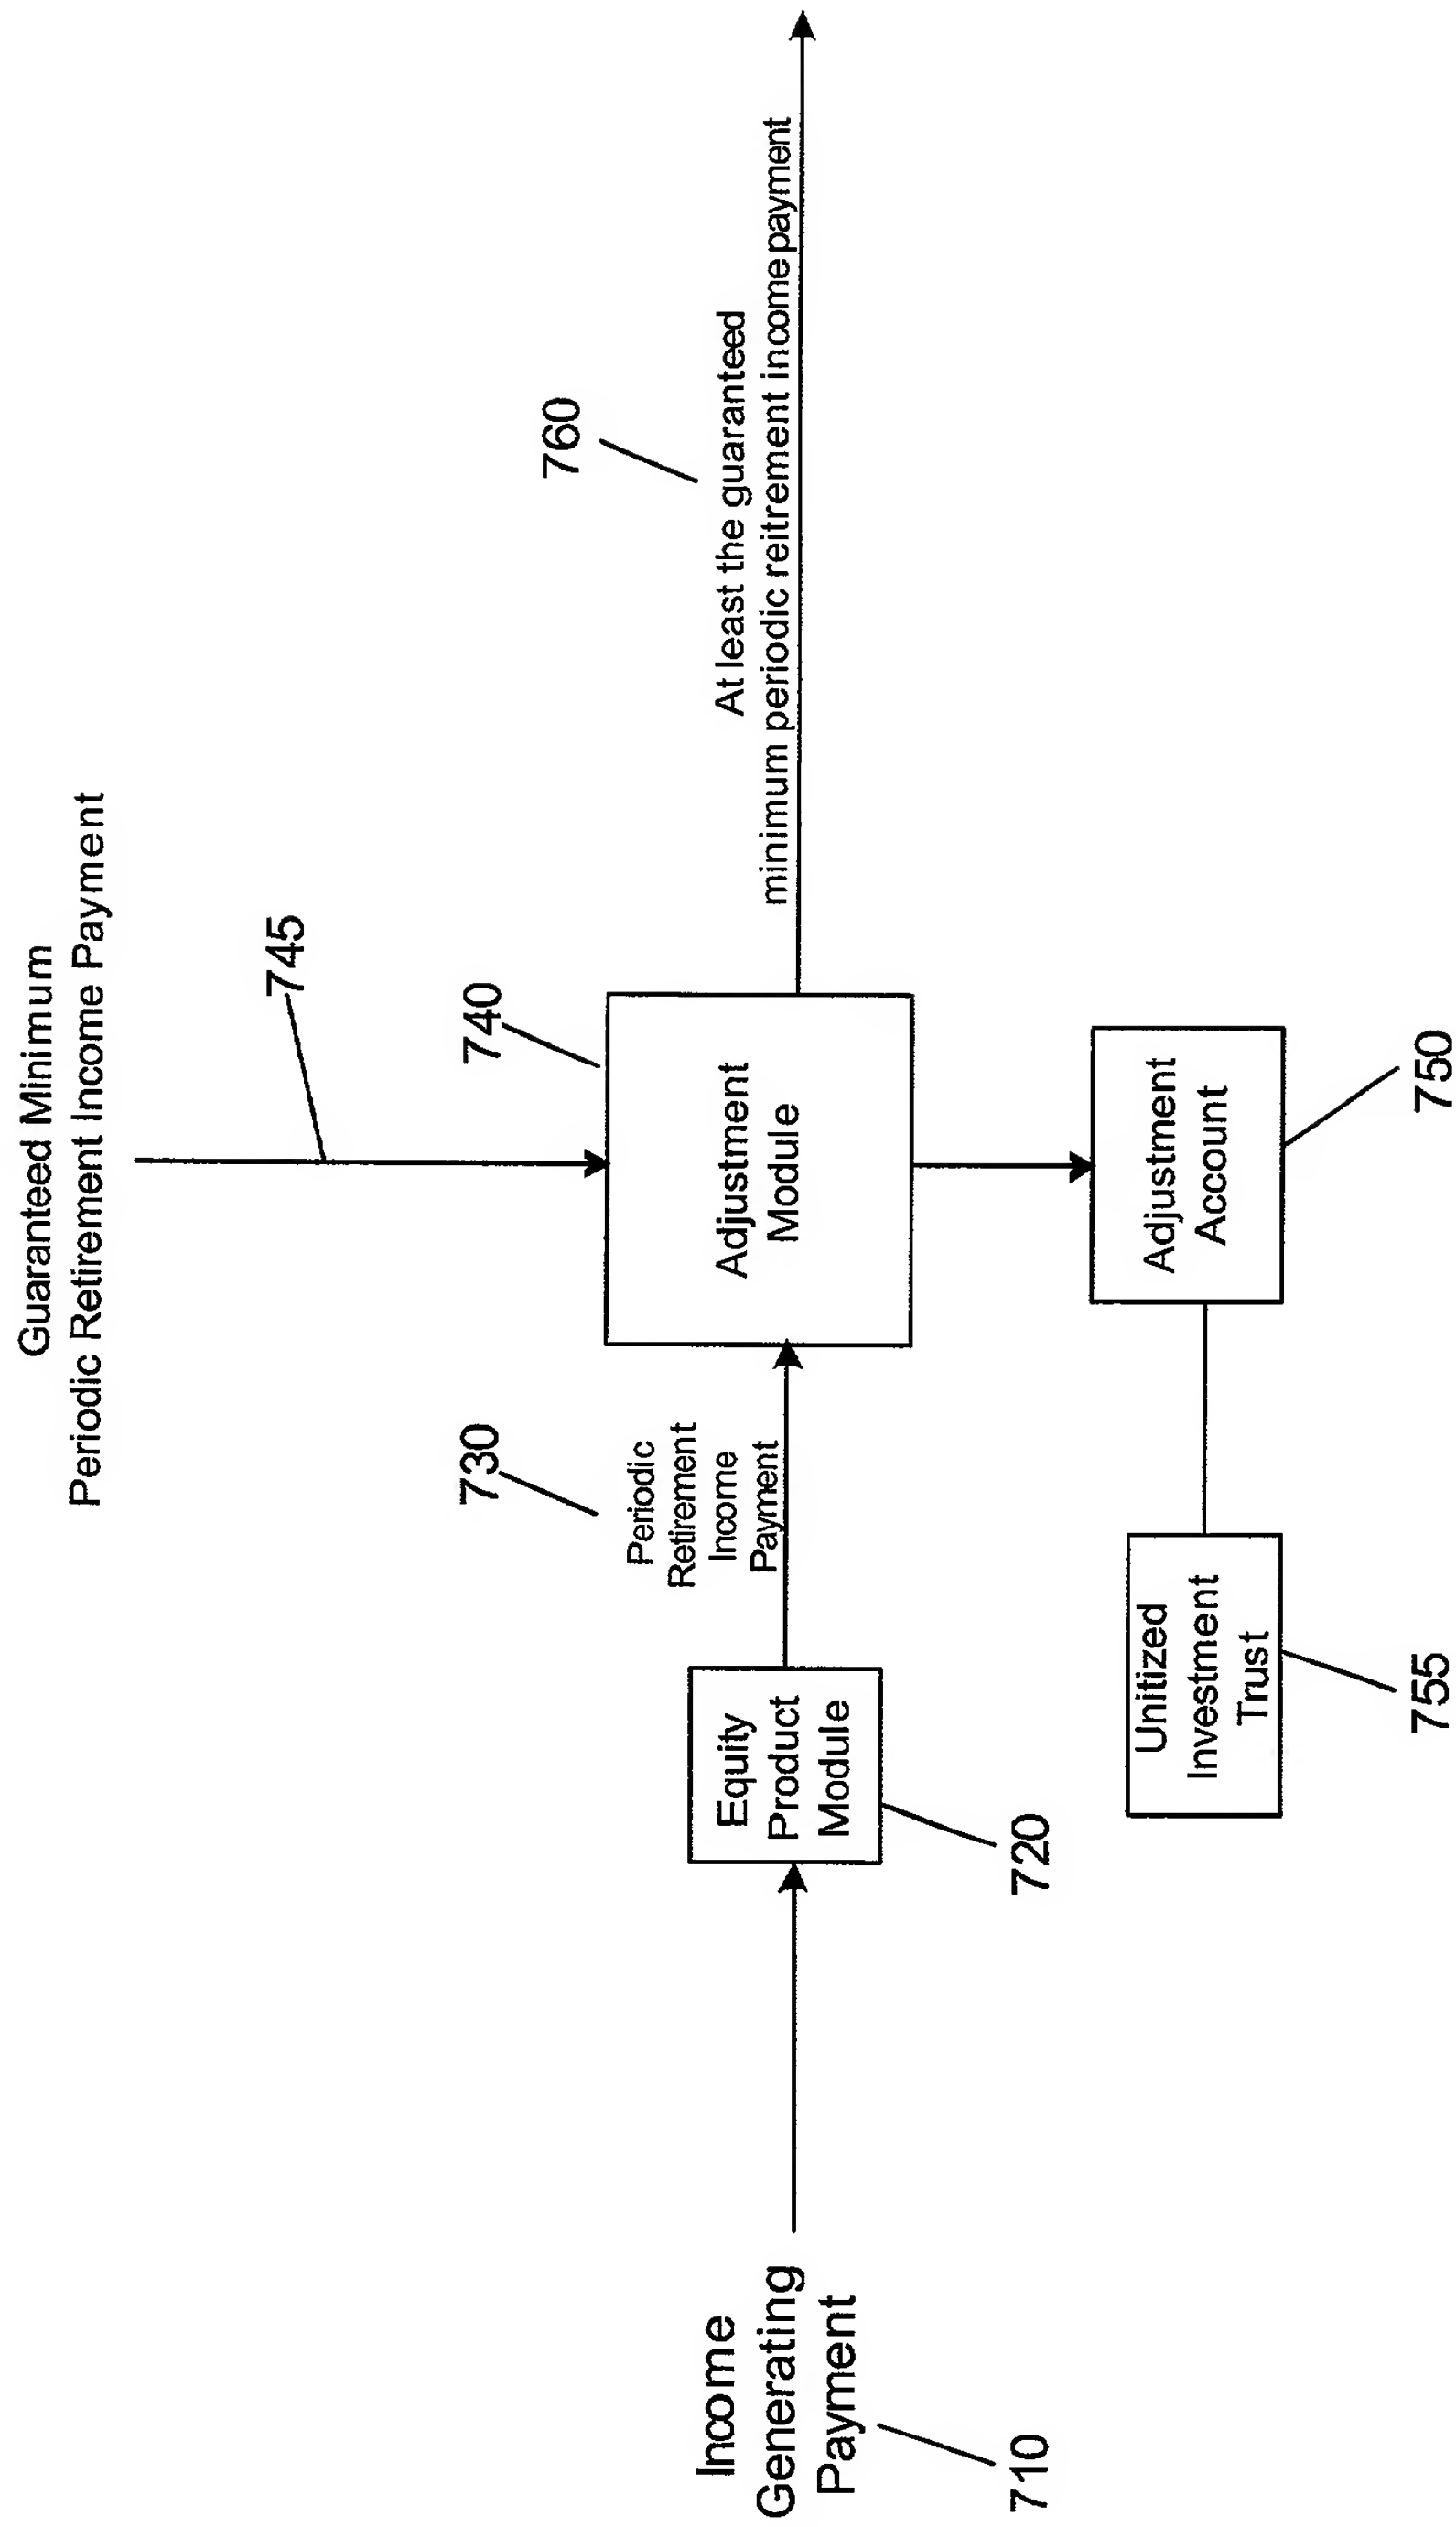 Guaranteed Minimum
Periodic Retirement Income Payment
745
740
730
760
Periodic
Retirement
Income
Payment
At least the guaranteed
minimum periodic reitrement income payment
Income
Generating
Payment
710
Equity
Product
Module
720
Adjustment
Module
Unitized
Investment
Trust
755
Adjustment
Account
750